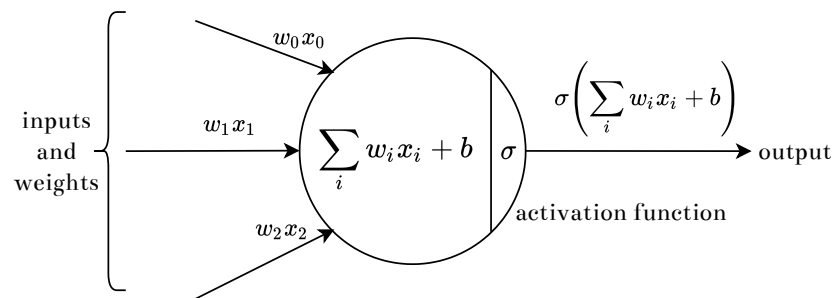 inputs
and
weights
w₀x₀
w₁x₁
w₂x₂
∑ᵢ wᵢxᵢ + b
σ
σ(∑ᵢ wᵢxᵢ + b)
output
activation function